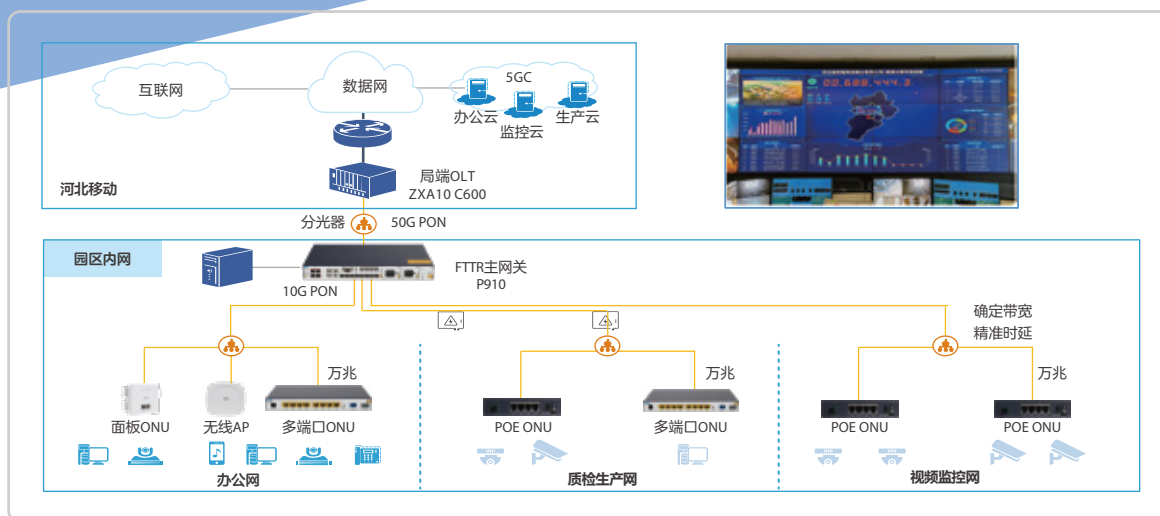 互联网
数据网
5GC
办公云
监控云
生产云
局端OLT
ZXA10 C600
河北移动
分光器
50G PON
园区内网
FTTR主网关
P910
10G PON
确定带宽
精准时延
万兆
万兆
万兆
面板ONU
无线AP
多端口ONU
POE ONU
多端口ONU
POE ONU
POE ONU
办公网
质检生产网
视频监控网